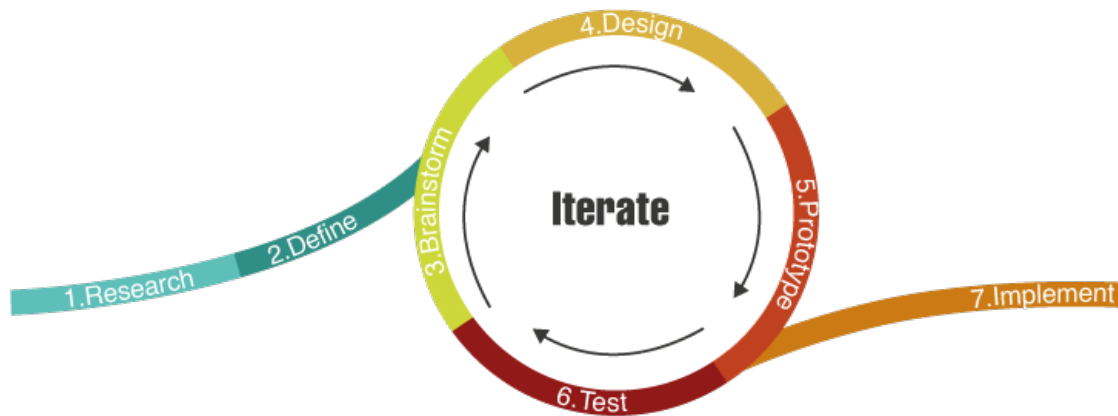 1.Research
2.Define
3.Brainstorm
4.Design
5.Prototype
6.Test
7.Implement
Iterate